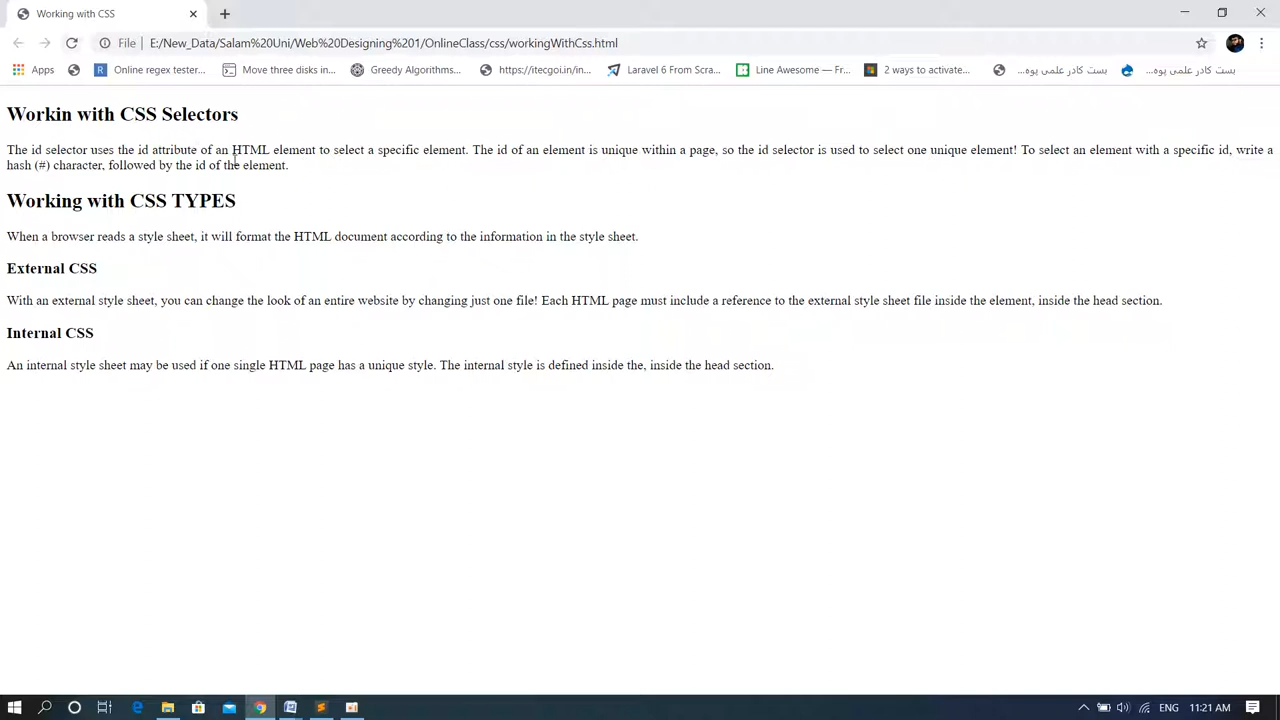 Working with CSS
File
E:/New_Data/Salam%20Uni/Web%20Designing%201/OnlineClass/css/workingWithCss.html
Apps
Online regex tester...
Move three disks in...
Greedy Algorithms...
https://itecgoi.in/in...
Laravel 6 From Scra...
Line Awesome — Fr...
2 ways to activate...
بست کادر علمی پوه...
بست کادر علمی پوه...
Workin with CSS Selectors
The id selector uses the id attribute of an HTML element to select a specific element. The id of an element is unique within a page, so the id selector is used to select one unique element! To select an element with a specific id, write a
hash (#) character, followed by the id of the element.
Working with CSS TYPES
When a browser reads a style sheet, it will format the HTML document according to the information in the style sheet.
External CSS
With an external style sheet, you can change the look of an entire website by changing just one file! Each HTML page must include a reference to the external style sheet file inside the element, inside the head section.
Internal CSS
An internal style sheet may be used if one single HTML page has a unique style. The internal style is defined inside the, inside the head section.
ENG
11:21 AM